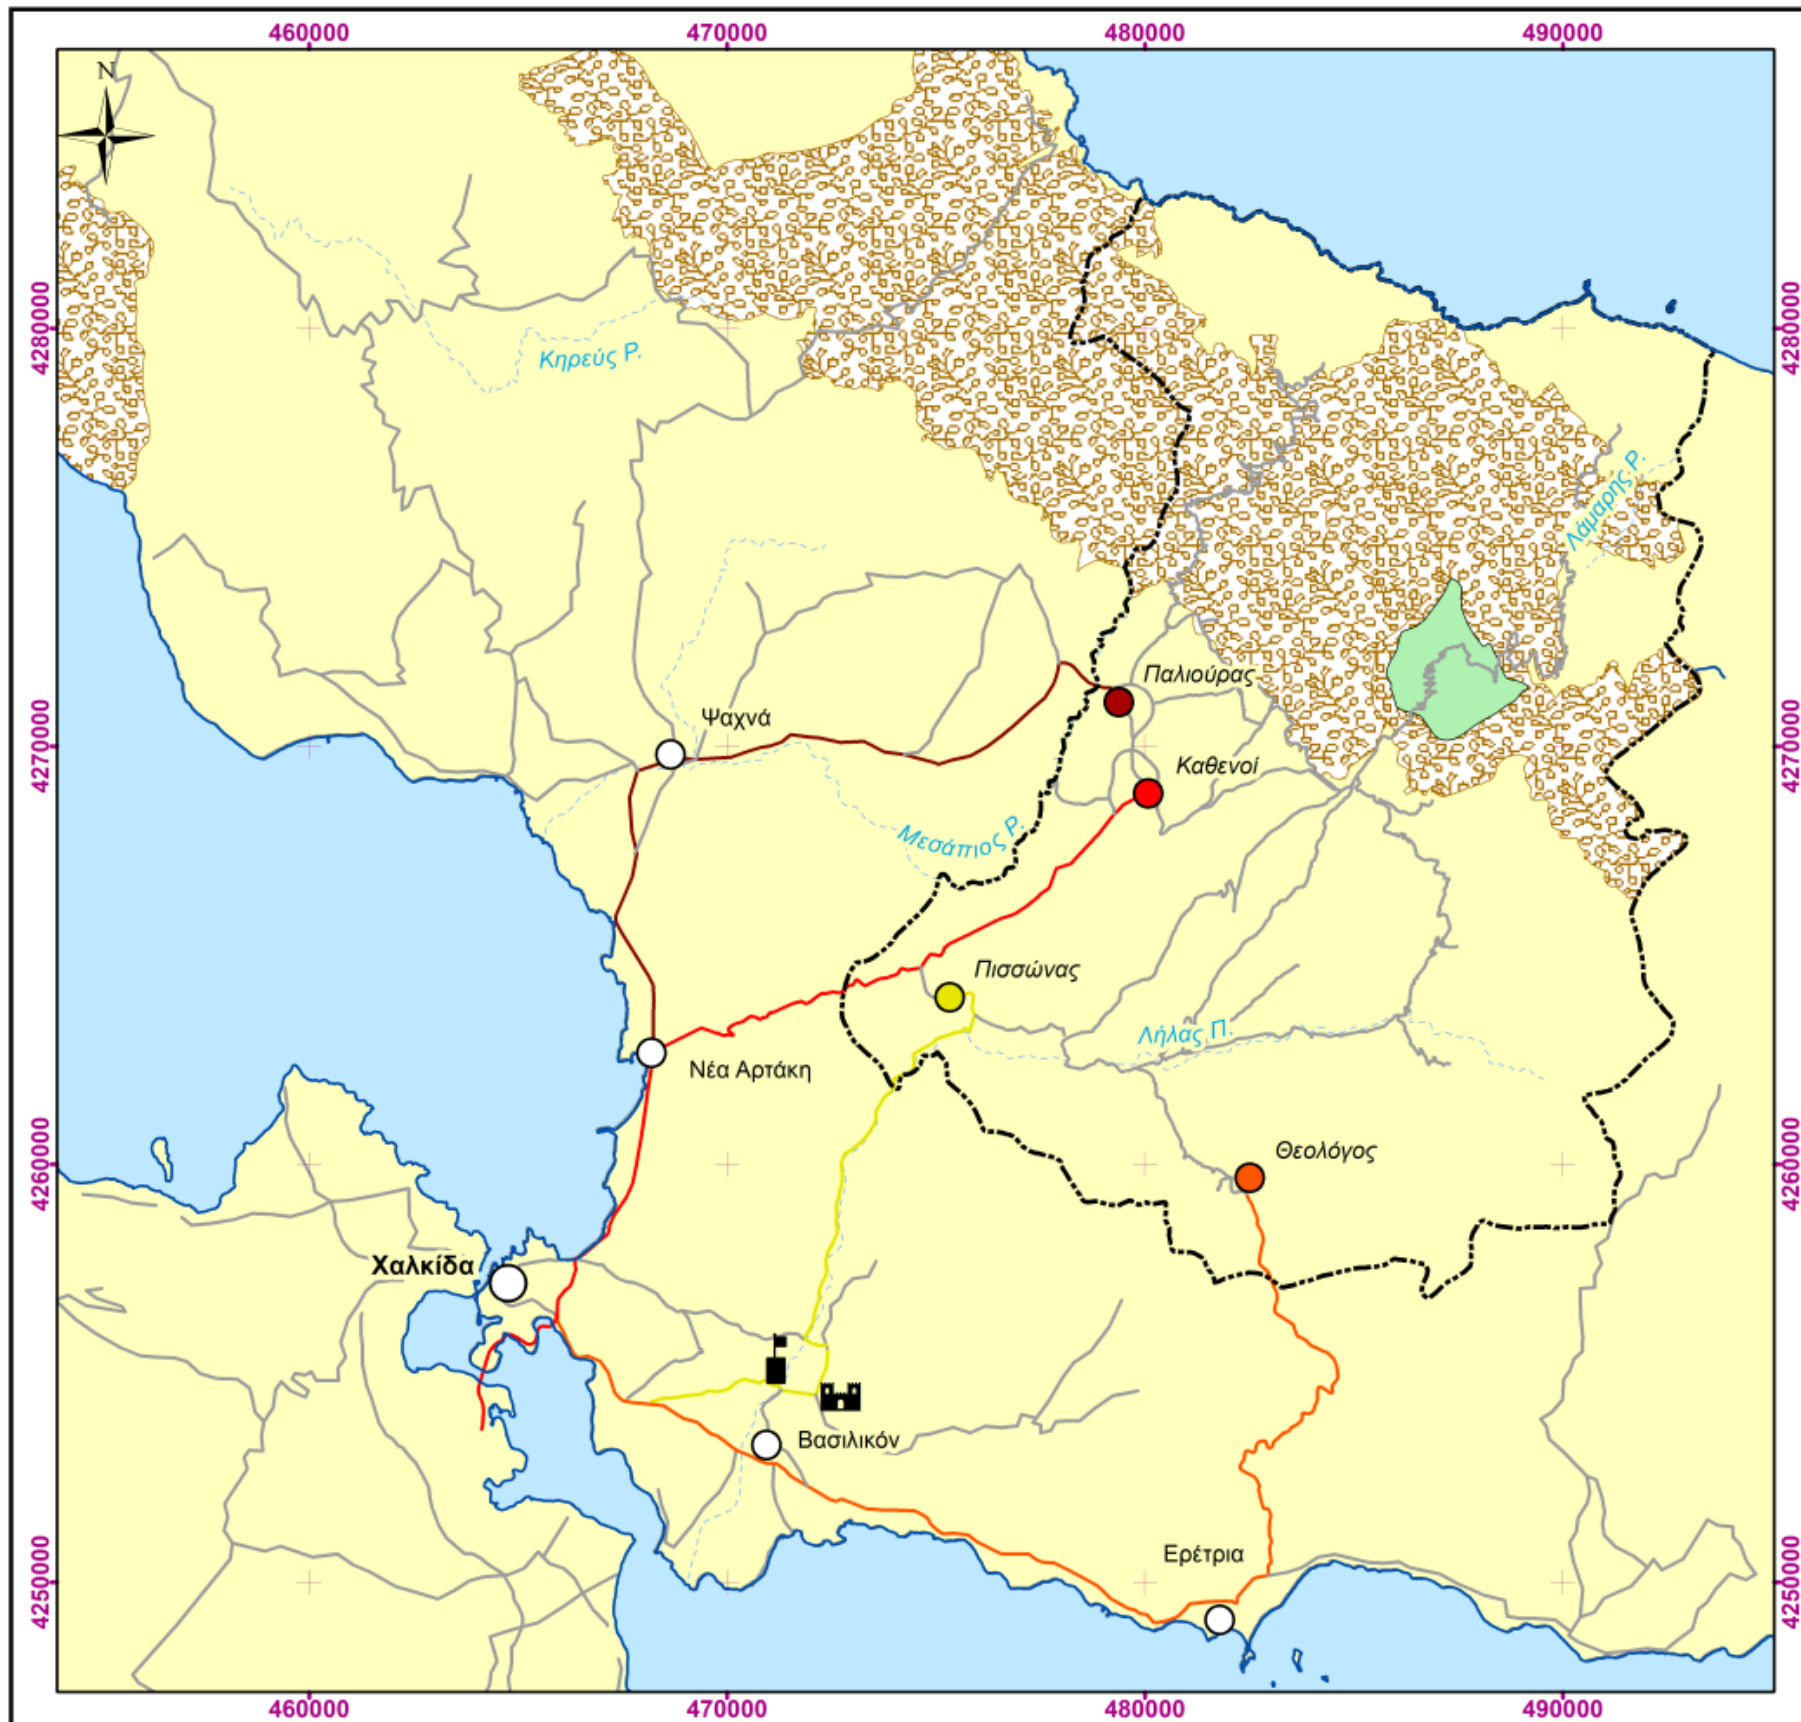 460000 470000 480000 490000
N
4280000 4280000
Κηρεύς Ρ.
Λάμαρης Ρ.
Παλιούρας
Ψαχνά
4270000 4270000
Καθενοί
Μεσάπιος Ρ.
Πισσώνας
Λήλας Π.
Νέα Αρτάκη
Θεολόγος
4260000 4260000
Χαλκίδα
Βασιλικόν
Ερέτρια
4250000 4250000
460000 470000 480000 490000